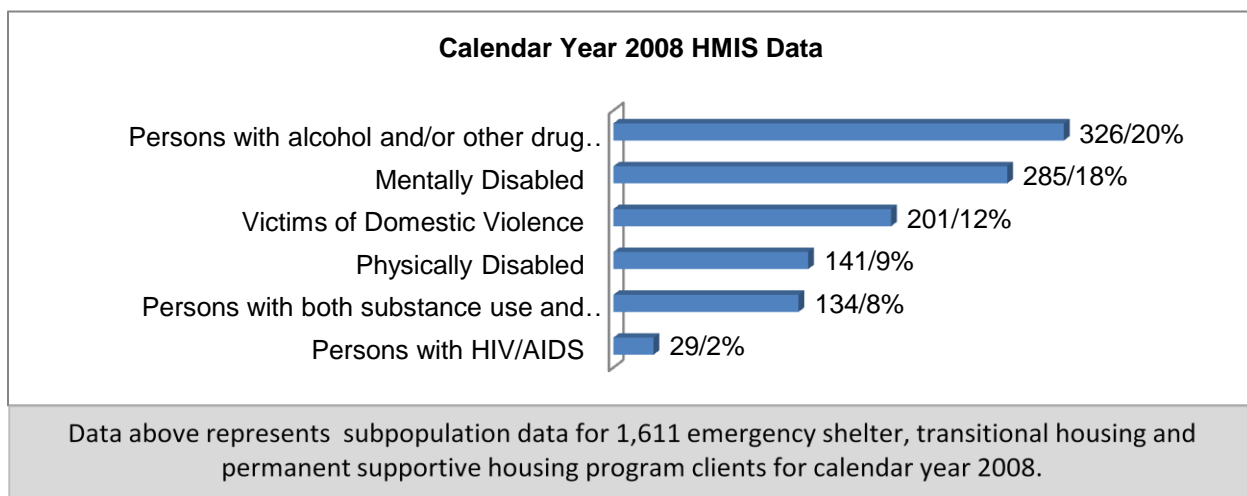 Calendar Year 2008 HMIS Data
Persons with alcohol and/or other drug.. 326/20%
Mentally Disabled 285/18%
Victims of Domestic Violence 201/12%
Physically Disabled 141/9%
Persons with both substance use and.. 134/8%
Persons with HIV/AIDS 29/2%
Data above represents subpopulation data for 1,611 emergency shelter, transitional housing and
permanent supportive housing program clients for calendar year 2008.